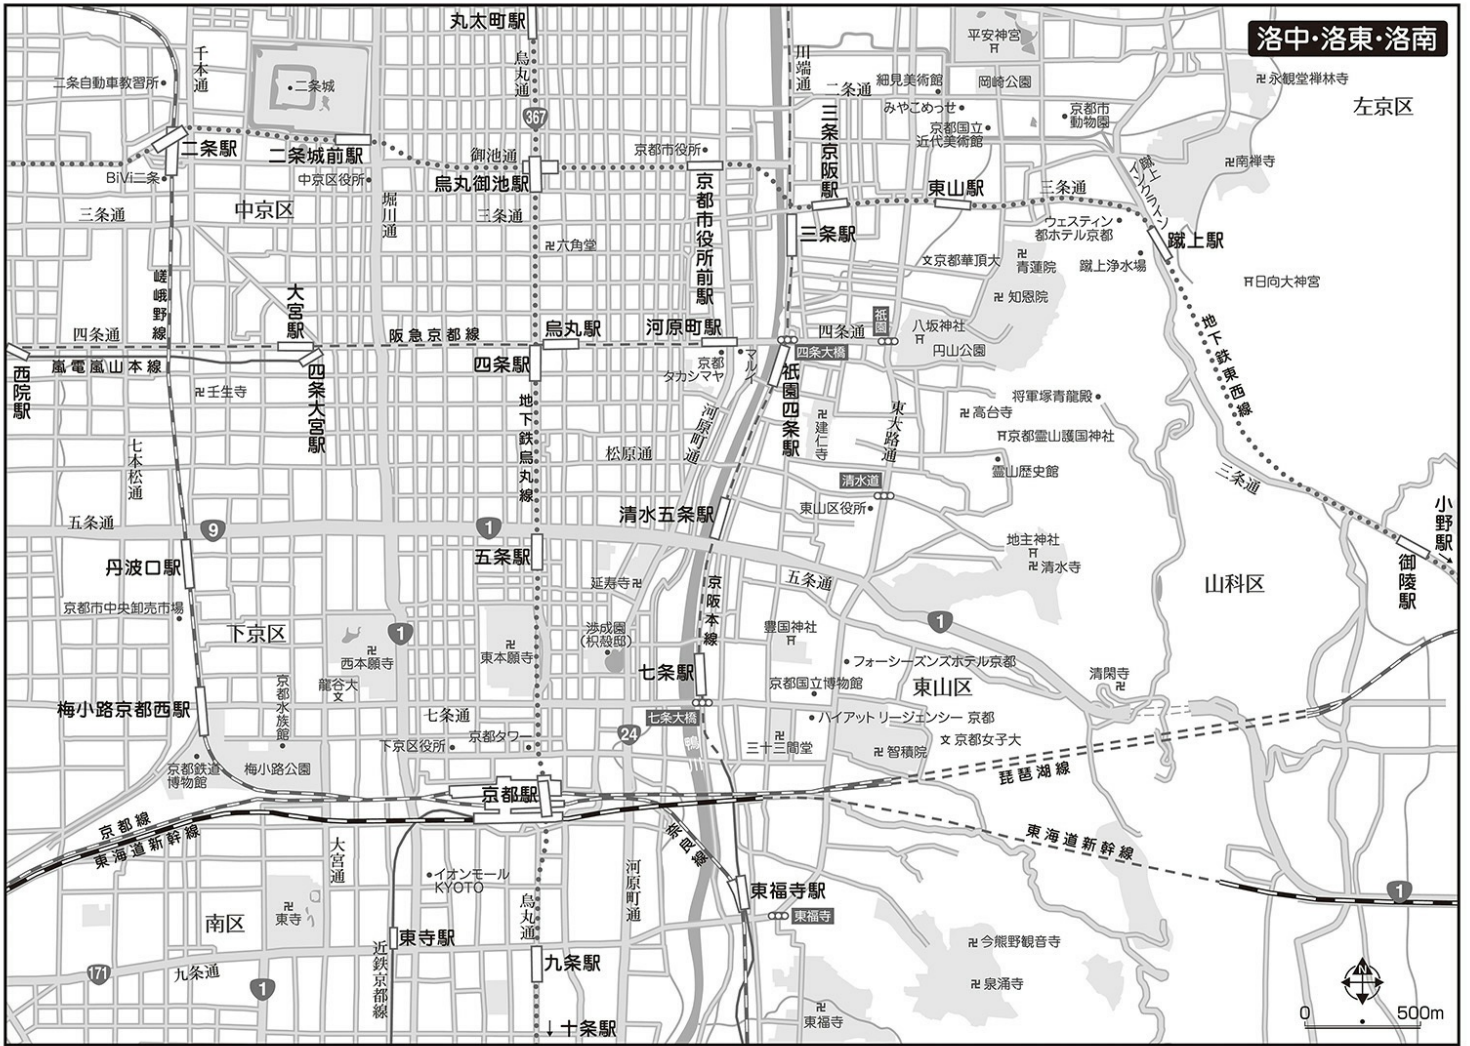 洛中・洛東・洛南
丸太町駅
烏丸通
367
千本通
二条自動車教習所
二条城
川端通
二条通
平安神宮
細見美術館
岡崎公園
みやこめっせ
京都国立
近代美術館
京都市
動物園
永観堂禅林寺
左京区
南禅寺
二条駅
二条城前駅
BiVi二条
中京区役所
御池通
烏丸御池駅
京都市役所
京都市役所前駅
三条京阪駅
東山駅
三条通
蹴上
インクライン
三条通
中京区
堀川通
三条通
六角堂
三条駅
ウェスティン
都ホテル京都
蹴上駅
京都華頂大
青蓮院
蹴上浄水場
知恩院
日向大神宮
嵯峨野線
大宮駅
四条通
阪急京都線
烏丸駅
河原町駅
四条通
祇園
八坂神社
円山公園
四条大橋
地下鉄東西線
嵐電嵐山本線
西院駅
四条大宮駅
四条駅
京都
タカシマヤ
マルイ
祇園四条駅
壬生寺
地下鉄烏丸線
河原町通
建仁寺
東大路通
高台寺
将軍塚青龍殿
京都霊山護国神社
霊山歴史館
七本松通
松原通
清水道
三条通
東山区役所
五条通
9
1
清水五条駅
小野駅
御陵駅
丹波口駅
五条駅
延寿寺
京阪本線
五条通
地主神社
清水寺
山科区
京都市中央卸売市場
下京区
1
西本願寺
東本願寺
渉成園
(枳殻邸)
豊国神社
1
龍谷大
七条駅
フォーシーズンズホテル京都
清閑寺
京都国立博物館
東山区
梅小路京都西駅
京都水族館
七条通
七条大橋
ハイアット リージェンシー 京都
下京区役所
京都タワー
24
鴨川
三十三間堂
智積院
京都女子大
京都鉄道
博物館
梅小路公園
京都駅
琵琶湖線
京都線
東海道新幹線
奈良線
東海道新幹線
大宮通
イオンモール
KYOTO
河原町通
東福寺駅
1
南区
東寺
烏丸通
東福寺
東寺駅
今熊野観音寺
171
九条通
1
近鉄京都線
九条駅
泉涌寺
東福寺
↓十条駅
N
0 500m